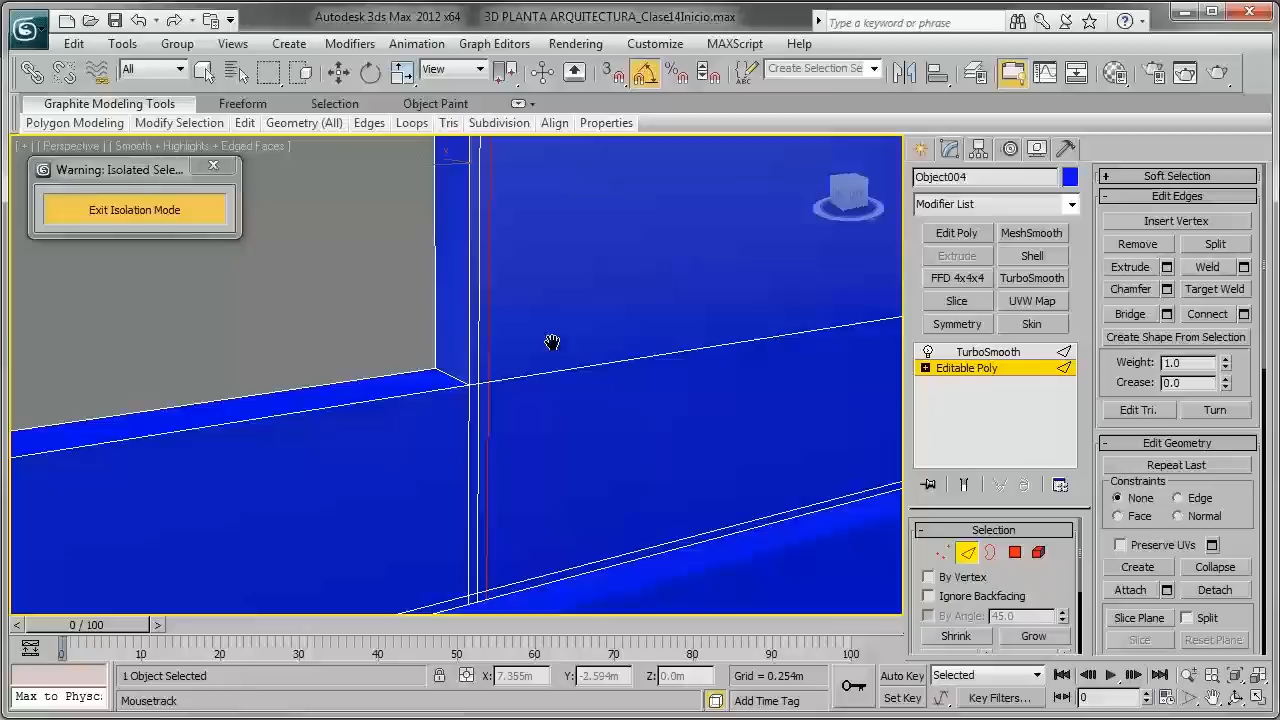 Autodesk 3ds Max 2012 x64 3D PLANTA ARQUITECTURA_Clase14Inicio.max
Type a keyword or phrase
Edit Tools Group Views Create Modifiers Animation Graph Editors Rendering Customize MAXScript Help
All View 3 Create Selection Se
Graphite Modeling Tools Freeform Selection Object Paint
Polygon Modeling Modify Selection Edit Geometry (All) Edges Loops Tris Subdivision Align Properties
[ + ] [ Perspective ] [ Smooth + Highlights + Edged Faces ]
Warning: Isolated Sele...
Exit Isolation Mode
x
Object004
Modifier List
Edit Poly MeshSmooth
Extrude Shell
FFD 4x4x4 TurboSmooth
Slice UVW Map
Symmetry Skin
TurboSmooth
Editable Poly
- Selection
By Vertex
Ignore Backfacing
By Angle: 45.0
Shrink Grow
+ Soft Selection
- Edit Edges
Insert Vertex
Remove Split
Extrude Weld
Chamfer Target Weld
Bridge Connect
Create Shape From Selection
Weight: 1.0
Crease: 0.0
Edit Tri. Turn
- Edit Geometry
Repeat Last
Constraints
None Edge
Face Normal
Preserve UVs
Create Collapse
Attach Detach
Slice Plane Split
Slice Reset Plane
< 0 / 100 >
0 10 20 30 40 50 60 70 80 90 100
1 Object Selected X: 7.355m Y: -2.594m Z: 0.0m Grid = 0.254m Auto Key Selected
Max to Physc Mousetrack Add Time Tag Set Key Key Filters... 0